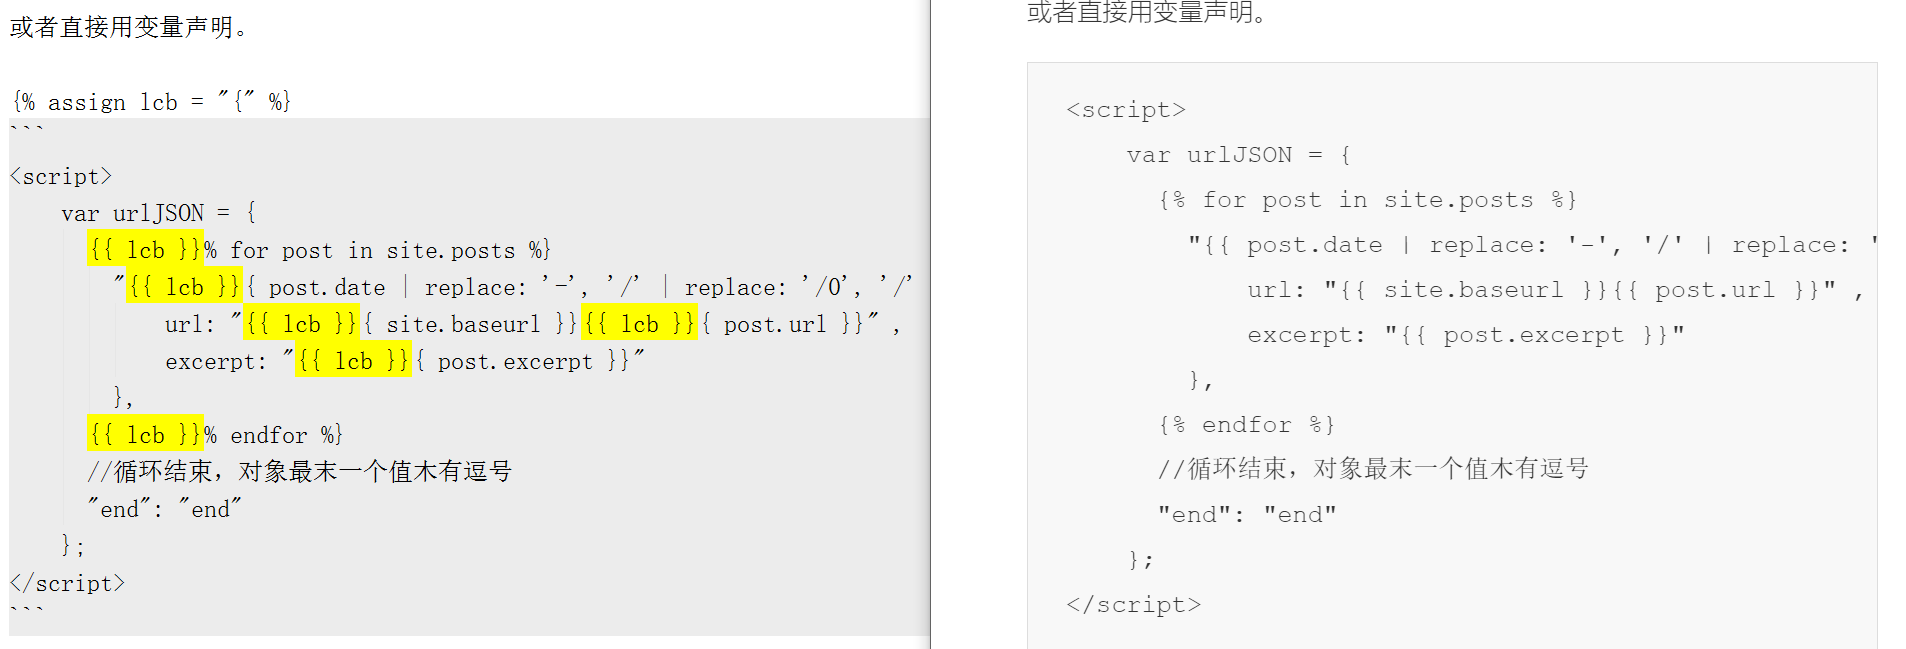 或者直接用变量声明。
{% assign lcb = "{" %}
```
<script>
    var urlJSON = {
      {{ lcb }}% for post in site.posts %}
        "{{ lcb }}{ post.date | replace: '-', '/' | replace: '/0', '/'
            url: "{{ lcb }}{ site.baseurl }}{{ lcb }}{ post.url }}" ,
            excerpt: "{{ lcb }}{ post.excerpt }}"
        },
      {{ lcb }}% endfor %}
      //循环结束，对象最末一个值木有逗号
      "end": "end"
    };
</script>
```
或者直接用变量声明。
<script>
    var urlJSON = {
      {% for post in site.posts %}
        "{{ post.date | replace: '-', '/' | replace: '
            url: "{{ site.baseurl }}{{ post.url }}" ,
            excerpt: "{{ post.excerpt }}"
        },
      {% endfor %}
      //循环结束，对象最末一个值木有逗号
      "end": "end"
    };
</script>